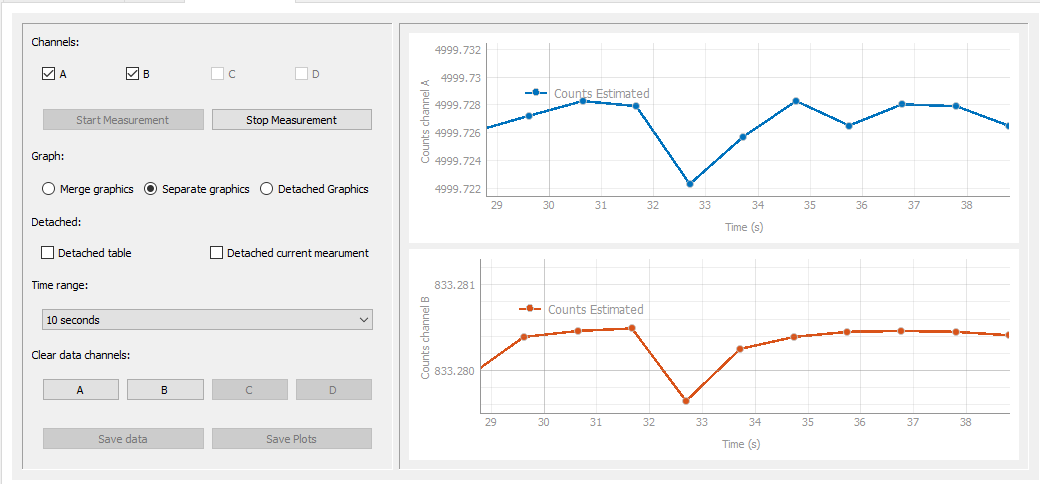 Channels:
A B C D
Start Measurement Stop Measurement
Graph:
Merge graphics Separate graphics Detached Graphics
Detached:
Detached table Detached current mearument
Time range:
10 seconds
Clear data channels:
A B C D
Save data Save Plots
Counts channel A
4999.732
4999.73
4999.728
4999.726
4999.724
4999.722
Counts Estimated
29 30 31 32 33 34 35 36 37 38
Time (s)
Counts channel B
833.281
833.280
Counts Estimated
29 30 31 32 33 34 35 36 37 38
Time (s)